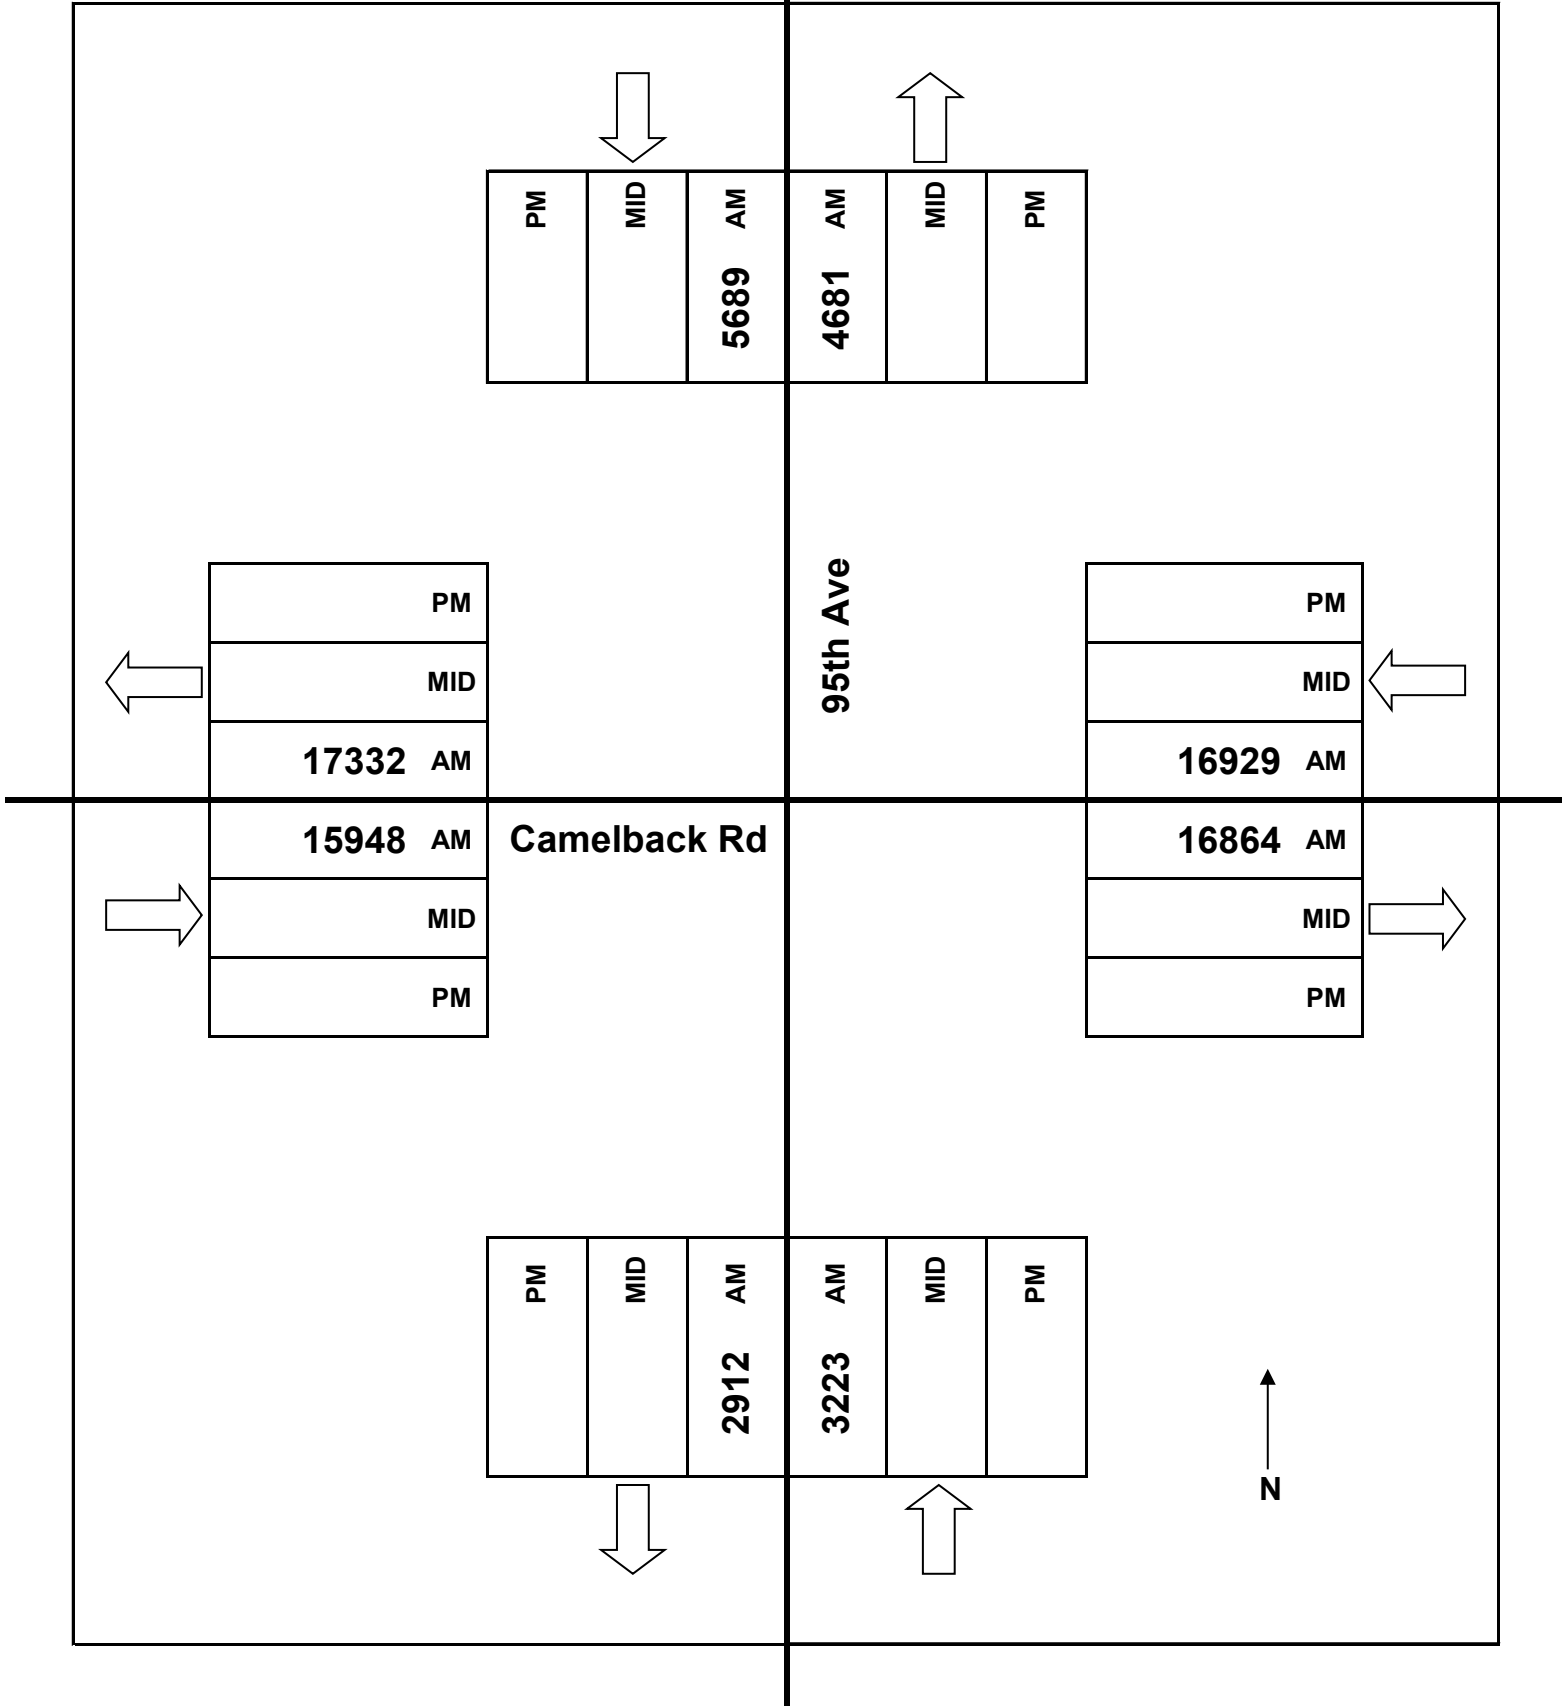 PM MID AM AM MID PM
5689 4681
95th Ave
PM
MID
17332 AM
15948 AM
MID
PM
Camelback Rd
PM
MID
16929 AM
16864 AM
MID
PM
PM MID AM AM MID PM
2912 3223
N